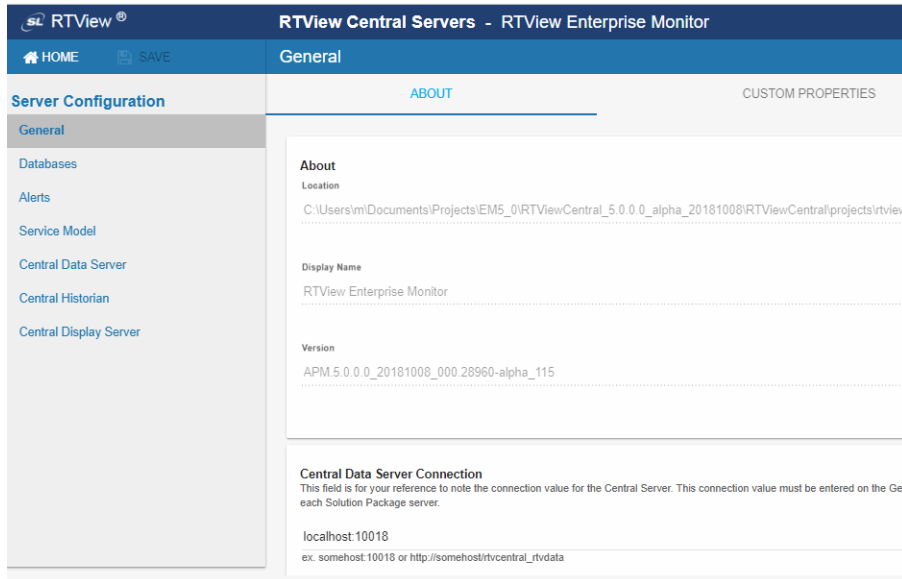 SL RTView ®
RTView Central Servers - RTView Enterprise Monitor
HOME
SAVE
General
Server Configuration
General
Databases
Alerts
Service Model
Central Data Server
Central Historian
Central Display Server
ABOUT
CUSTOM PROPERTIES
About
Location
C:\Users\m\Documents\Projects\EM5_0\RTViewCentral_5.0.0.0_alpha_20181008\RTViewCentral\projects\rtview
Display Name
RTView Enterprise Monitor
Version
APM.5.0.0.0_20181008_000.28960-alpha_115
Central Data Server Connection
This field is for your reference to note the connection value for the Central Server. This connection value must be entered on the Ge
each Solution Package server.
localhost:10018
ex. somehost:10018 or http://somehost/rtvcentral_rtvdata